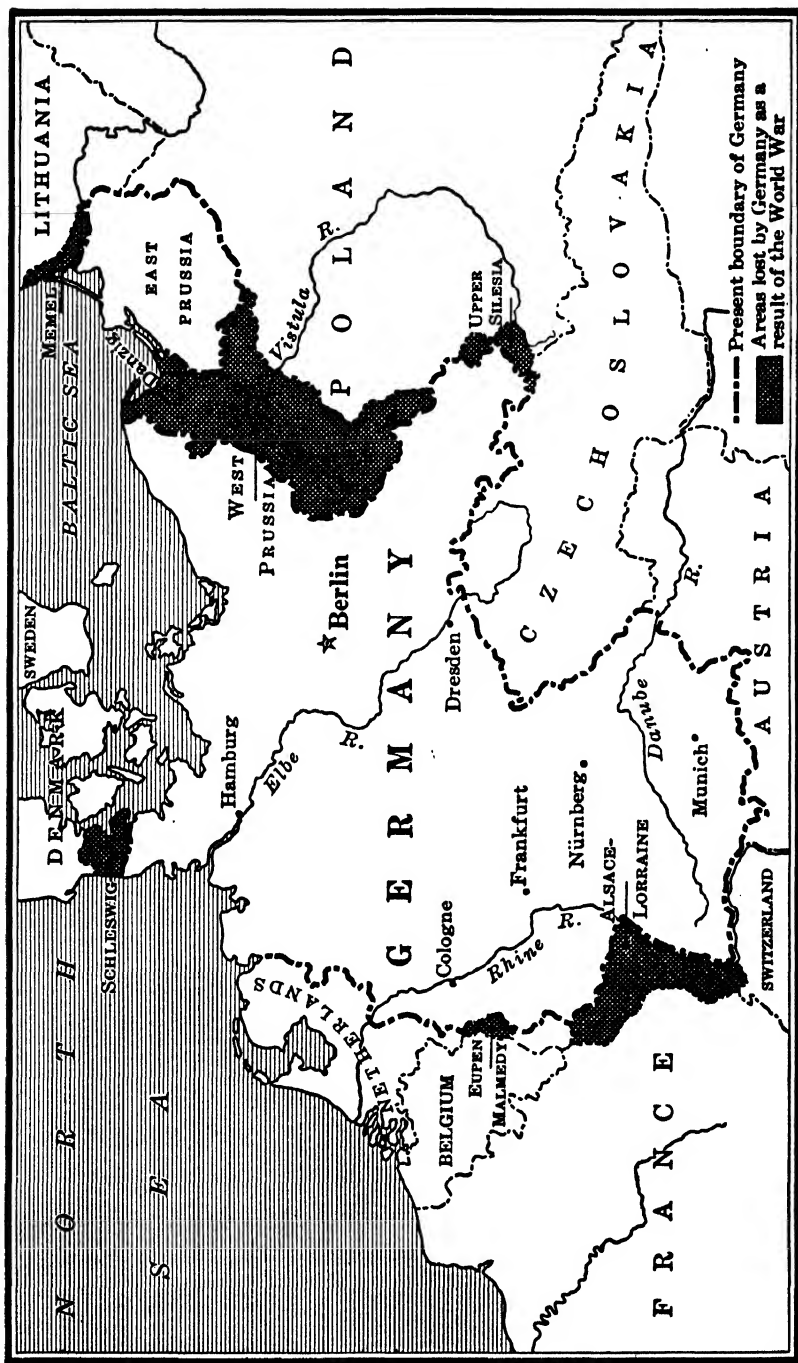 NORTH
SEA
DENMARK
SWEDEN
SCHLESWIG
BALTIC SEA
MEMEL
LITHUANIA
Danzig
EAST
PRUSSIA
WEST
PRUSSIA
Hamburg
Elbe
R.
Berlin
Vistula
R.
POLAND
NETHERLANDS
GERMANY
Cologne
Rhine
R.
Dresden
UPPER
SILESIA
BELGIUM
EUPEN
MALMEDY
Frankfurt
Nürnberg
CZECHOSLOVAKIA
ALSACE-
LORRAINE
Danube
R.
Munich
FRANCE
SWITZERLAND
AUSTRIA
Present boundary of Germany
Areas lost by Germany as a
result of the World War